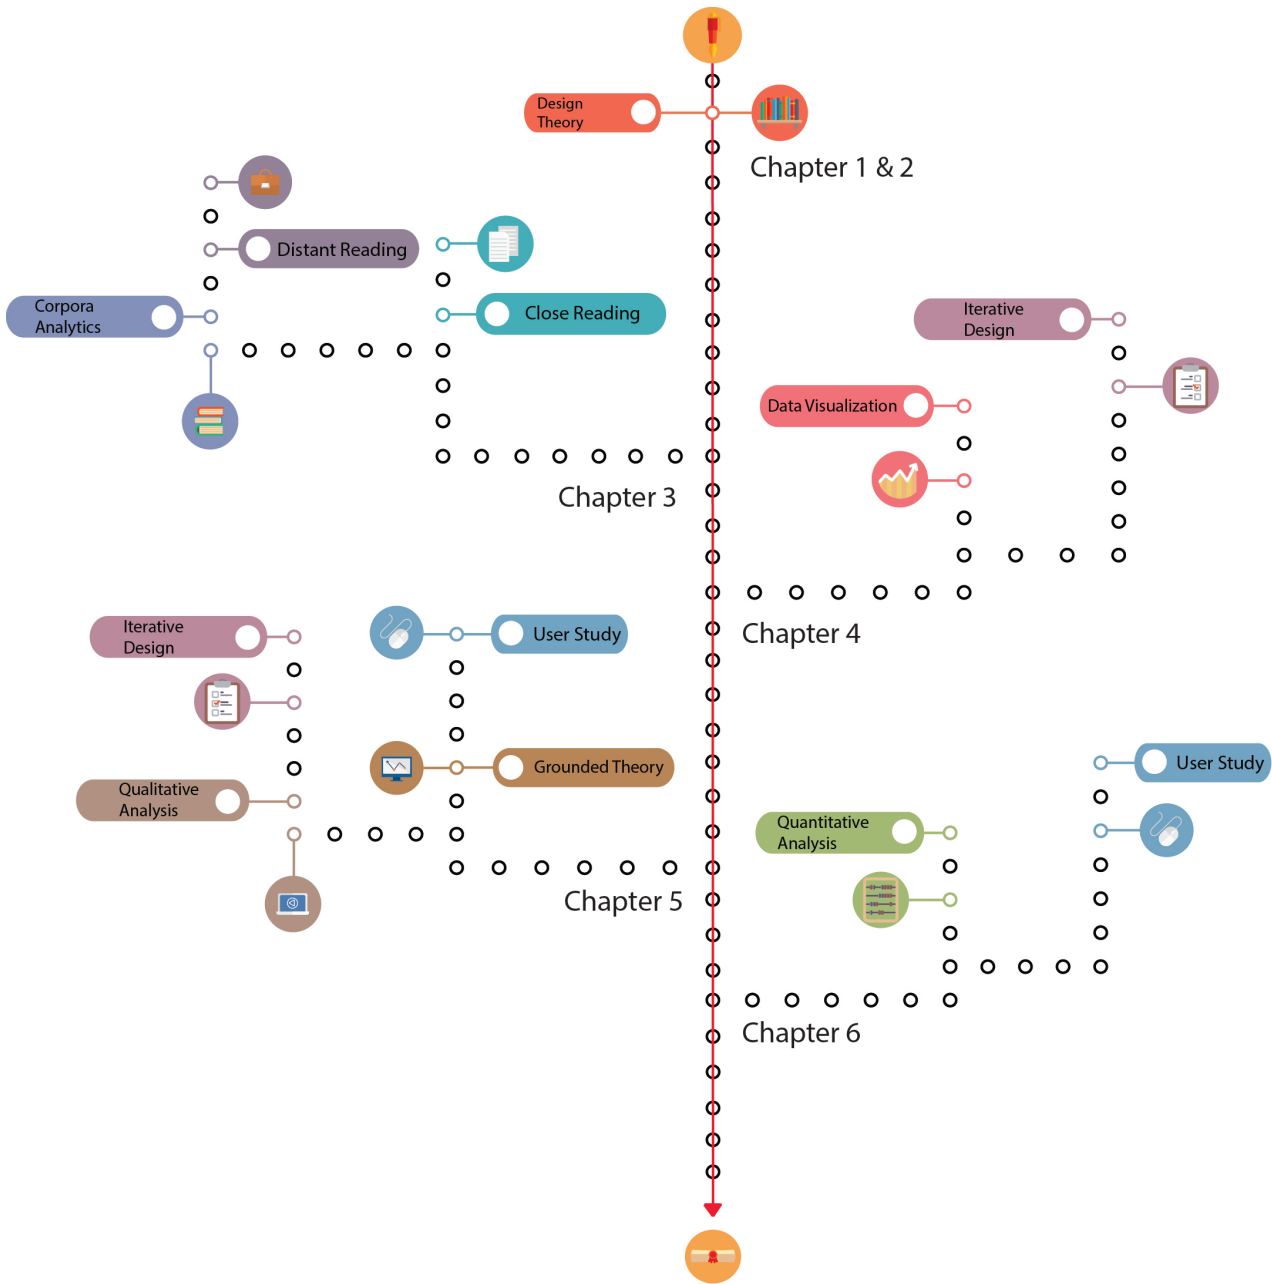 Design
Theory
Chapter 1 & 2
Distant Reading
Corpora
Analytics
Close Reading
Chapter 3
Iterative
Design
Data Visualization
Chapter 4
Iterative
Design
User Study
Qualitative
Analysis
Grounded Theory
Chapter 5
User Study
Quantitative
Analysis
Chapter 6